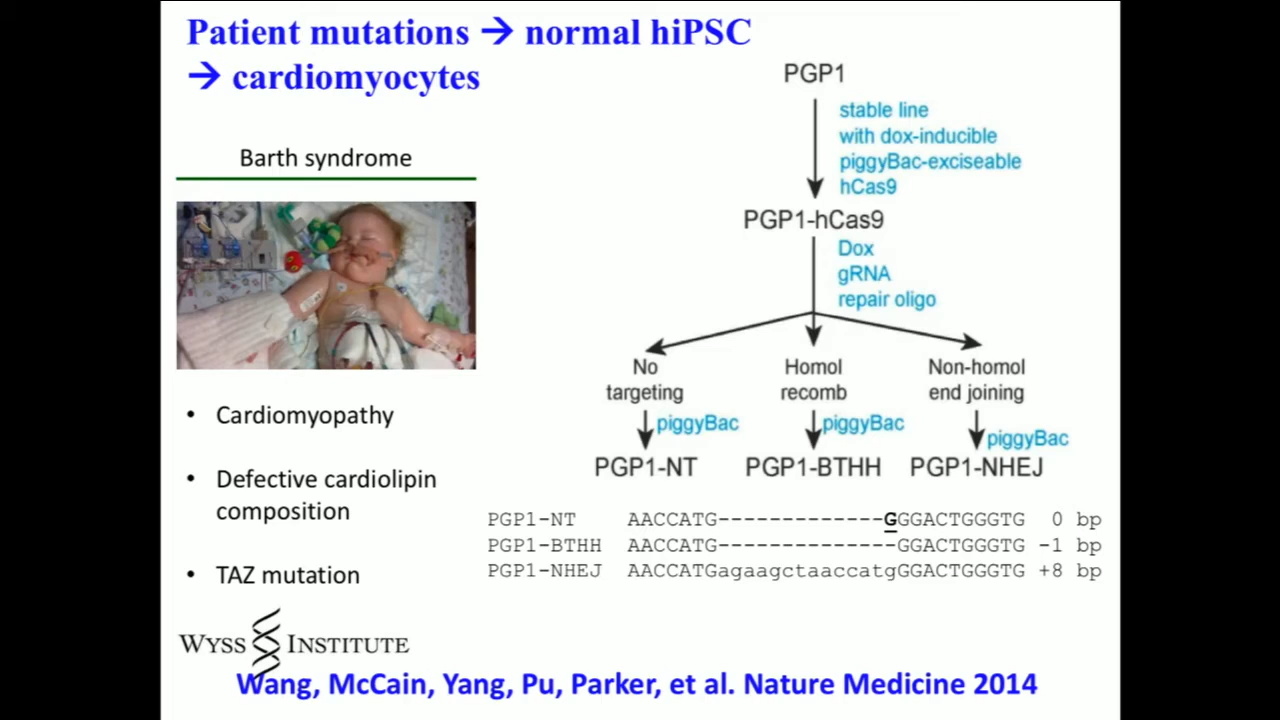 Patient mutations → normal hiPSC
→ cardiomyocytes
Barth syndrome
• Cardiomyopathy
• Defective cardiolipin
composition
• TAZ mutation
PGP1
stable line
with dox-inducible
piggyBac-exciseable
hCas9
PGP1-hCas9
Dox
gRNA
repair oligo
No
targeting
Homol
recomb
Non-homol
end joining
piggyBac
piggyBac
piggyBac
PGP1-NT
PGP1-BTHH
PGP1-NHEJ
PGP1-NT AACCATG-------------GGGACTGGGTG 0 bp
PGP1-BTHH AACCATG--------------GGACTGGGTG -1 bp
PGP1-NHEJ AACCATGagaagctaaccatgGGACTGGGTG +8 bp
WYSS INSTITUTE
Wang, McCain, Yang, Pu, Parker, et al. Nature Medicine 2014